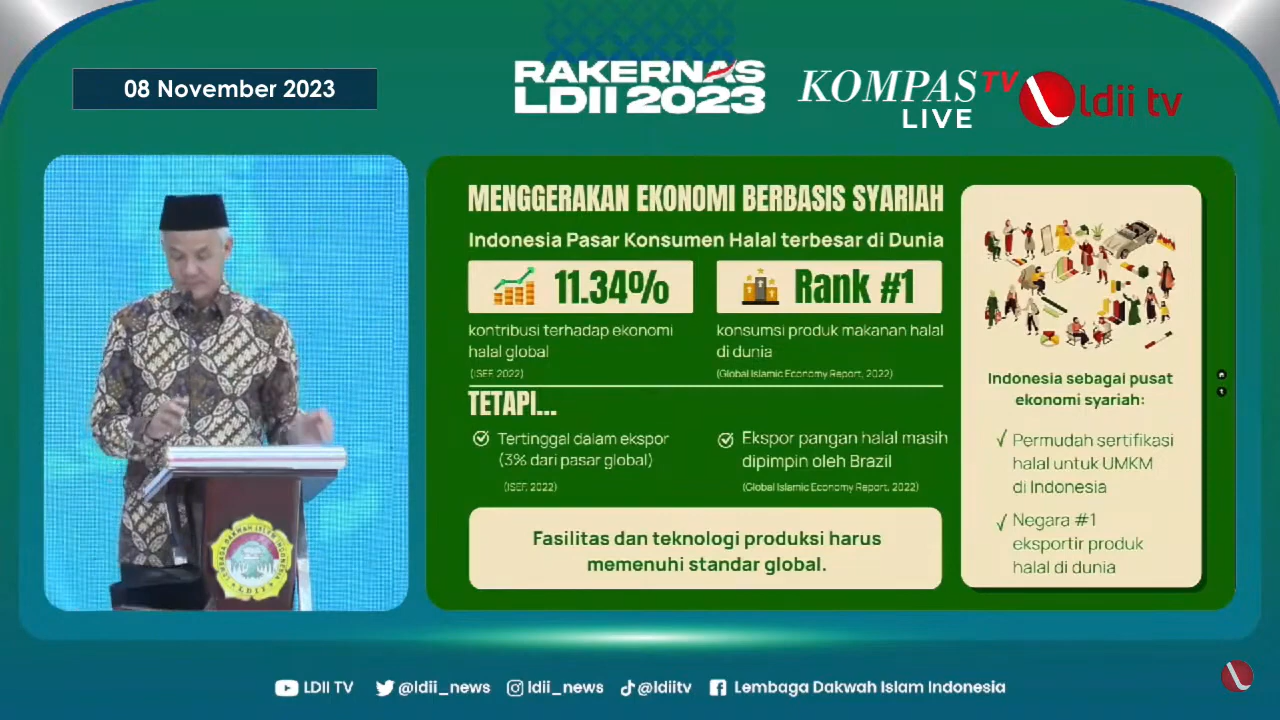 08 November 2023
RAKERNAS
LDII 2023
KOMPAS TV
LIVE
ldii tv
MENGGERAKAN EKONOMI BERBASIS SYARIAH
Indonesia Pasar Konsumen Halal terbesar di Dunia
11.34%
Rank #1
kontribusi terhadap ekonomi
halal global
(ISEF 2022)
konsumsi produk makanan halal
di dunia
(Global Islamic Economy Report, 2022)
TETAPI...
Tertinggal dalam ekspor
(3% dari pasar global)
(ISEF, 2022)
Ekspor pangan halal masih
dipimpin oleh Brazil
(Global Islamic Economy Report, 2022)
Fasilitas dan teknologi produksi harus
memenuhi standar global.
Indonesia sebagai pusat
ekonomi syariah:
Permudah sertifikasi
halal untuk UMKM
di Indonesia
Negara #1
eksportir produk
halal di dunia
LEMBAGA DAKWAH ISLAM INDONESIA
LDII
LDII TV @ldii_news ldii_news @ldiitv Lembaga Dakwah Islam Indonesia